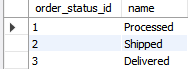 order_status_id name
1 Processed
2 Shipped
3 Delivered